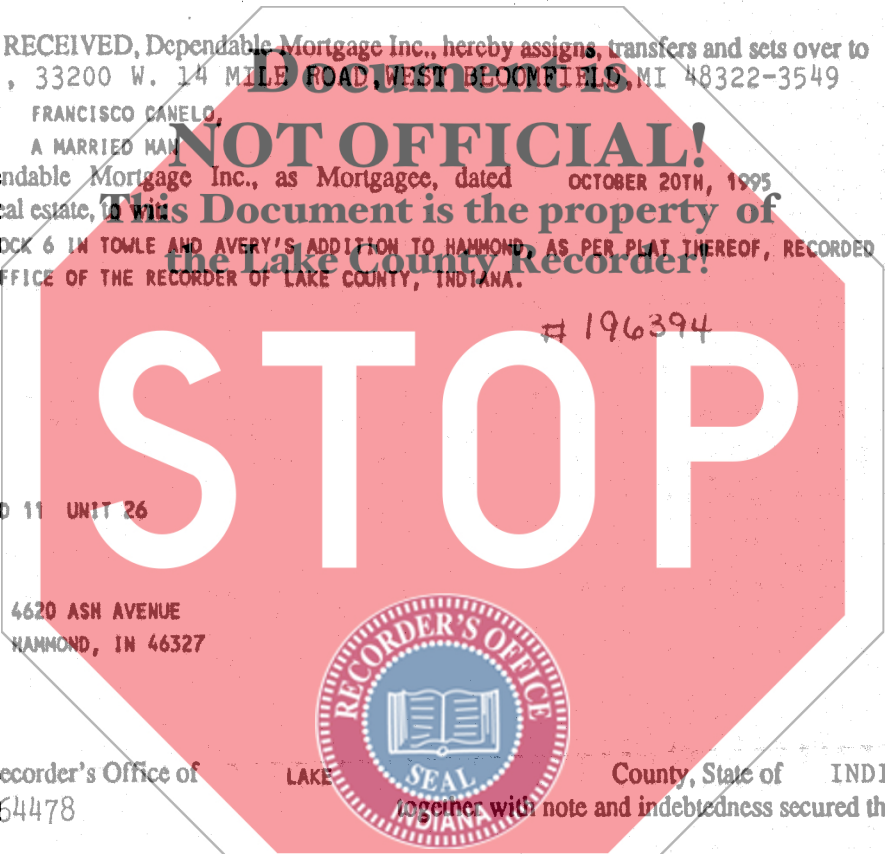 RECEIVED, Dependable Mortgage Inc., hereby assigns, transfers and sets over to
, 33200 W. 14 MILE ROAD, WEST BLOOMFIELD, MI 48322-3549
Document is
FRANCISCO CANELO,
A MARRIED MAN
NOT OFFICIAL!
ndable Mortgage Inc., as Mortgagee, dated OCTOBER 20TH, 1995
eal estate, to wit:
This Document is the property of
OCK 6 IN TOWLE AND AVERY'S ADDITION TO HAMMOND, AS PER PLAT THEREOF, RECORDED
the Lake County Recorder!
FFICE OF THE RECORDER OF LAKE COUNTY, INDIANA.
# 196394
STOP
D 11 UNIT 26
4620 ASH AVENUE
HAMMOND, IN 46327
RECORDER'S OFFICE
SEAL
INDIANA
ecorder's Office of LAKE County, State of INDI
64478 together with note and indebtedness secured th